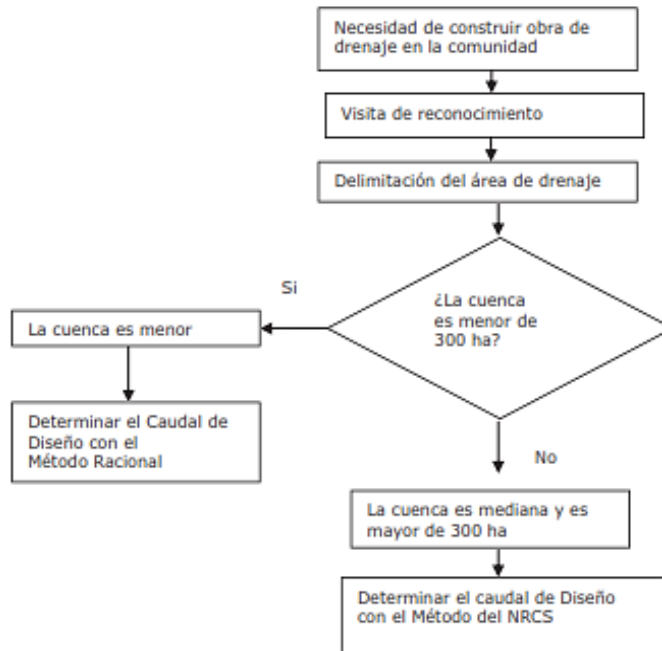 Necesidad de construir obra de
drenaje en la comunidad
Visita de reconocimiento
Delimitación del área de drenaje
¿La cuenca
es menor de
300 ha?
Si
La cuenca es menor
Determinar el Caudal de
Diseño con el
Método Racional
No
La cuenca es mediana y es
mayor de 300 ha
Determinar el caudal de Diseño
con el Método del NRCS